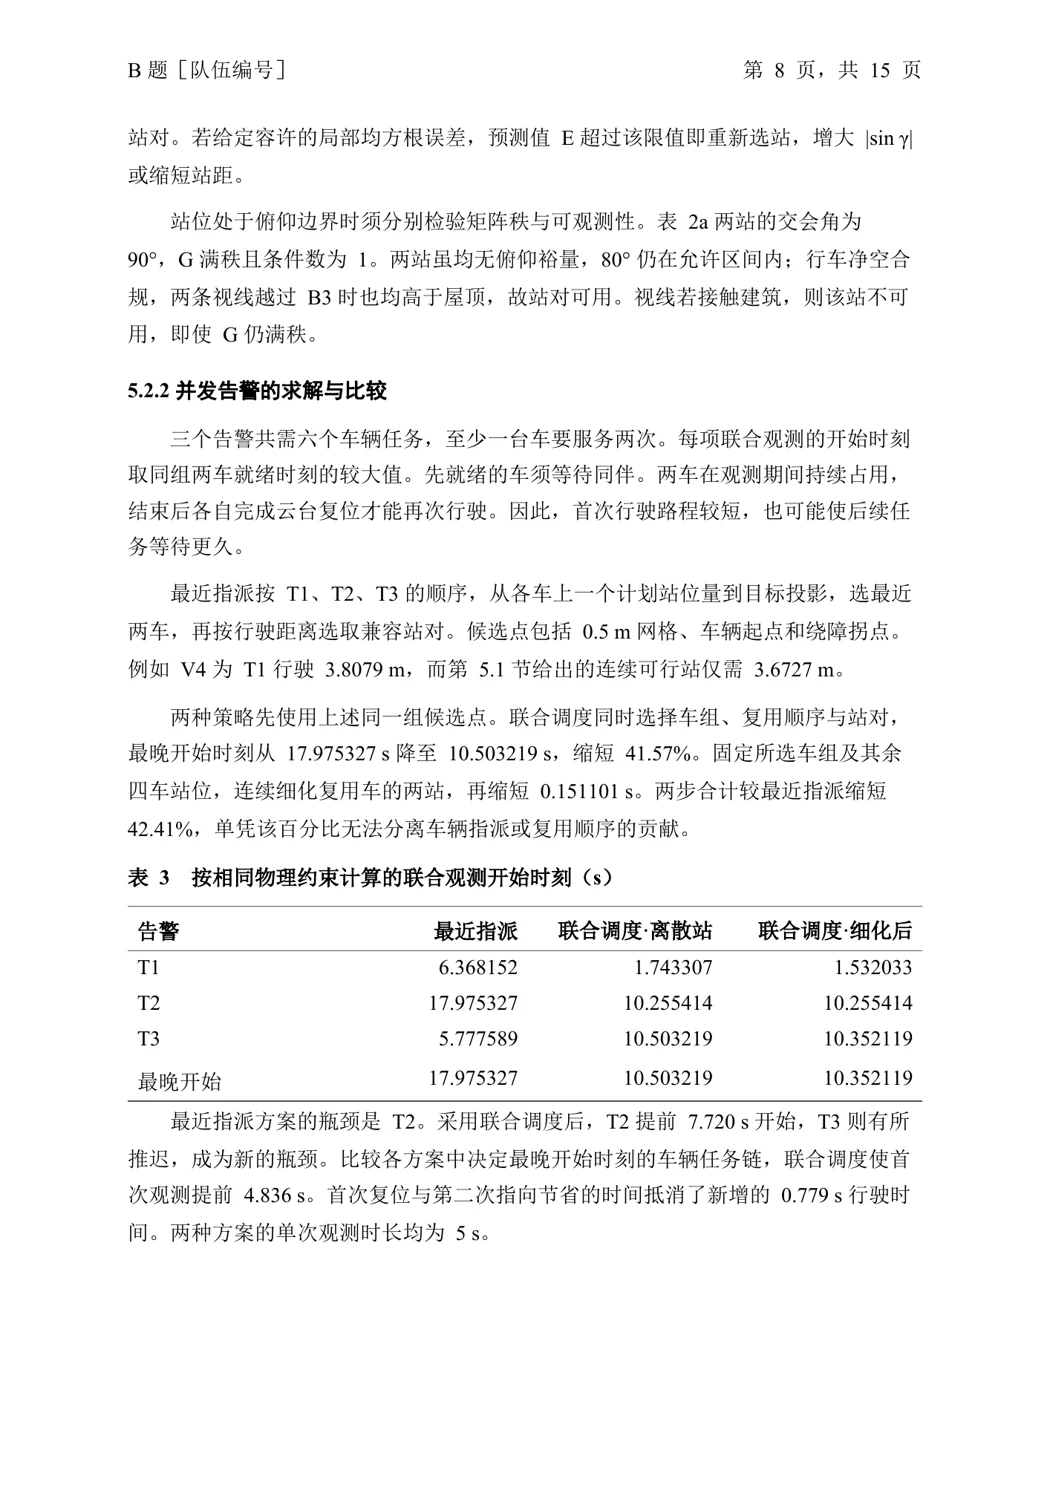 B 题［队伍编号］ 第 8 页，共 15 页
站对。若给定容许的局部均方根误差，预测值 E 超过该限值即重新选站，增大 |sin γ|
或缩短站距。
站位处于俯仰边界时须分别检验矩阵秩与可观测性。表 2a 两站的交会角为
90°，G 满秩且条件数为 1。两站虽均无俯仰裕量，80° 仍在允许区间内；行车净空合
规，两条视线越过 B3 时也均高于屋顶，故站对可用。视线若接触建筑，则该站不可
用，即使 G 仍满秩。
5.2.2 并发告警的求解与比较
三个告警共需六个车辆任务，至少一台车要服务两次。每项联合观测的开始时刻
取同组两车就绪时刻的较大值。先就绪的车须等待同伴。两车在观测期间持续占用，
结束后各自完成云台复位才能再次行驶。因此，首次行驶路程较短，也可能使后续任
务等待更久。
最近指派按 T1、T2、T3 的顺序，从各车上一个计划站位量到目标投影，选最近
两车，再按行驶距离选取兼容站对。候选点包括 0.5 m 网格、车辆起点和绕障拐点。
例如 V4 为 T1 行驶 3.8079 m，而第 5.1 节给出的连续可行站仅需 3.6727 m。
两种策略先使用上述同一组候选点。联合调度同时选择车组、复用顺序与站对，
最晚开始时刻从 17.975327 s 降至 10.503219 s，缩短 41.57%。固定所选车组及其余
四车站位，连续细化复用车的两站，再缩短 0.151101 s。两步合计较最近指派缩短
42.41%，单凭该百分比无法分离车辆指派或复用顺序的贡献。
表 3 按相同物理约束计算的联合观测开始时刻（s）
告警 最近指派 联合调度·离散站 联合调度·细化后
T1 6.368152 1.743307 1.532033
T2 17.975327 10.255414 10.255414
T3 5.777589 10.503219 10.352119
最晚开始 17.975327 10.503219 10.352119
最近指派方案的瓶颈是 T2。采用联合调度后，T2 提前 7.720 s 开始，T3 则有所
推迟，成为新的瓶颈。比较各方案中决定最晚开始时刻的车辆任务链，联合调度使首
次观测提前 4.836 s。首次复位与第二次指向节省的时间抵消了新增的 0.779 s 行驶时
间。两种方案的单次观测时长均为 5 s。